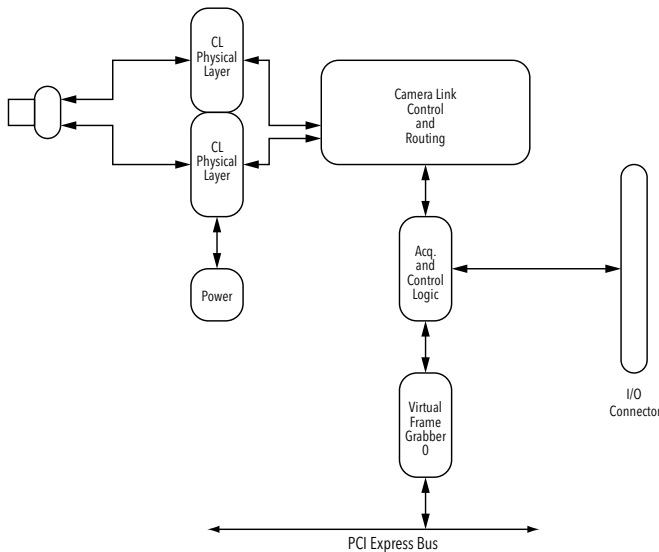 CL
Physical
Layer
CL
Physical
Layer
Camera Link
Control
and
Routing
Acq.
and
Control
Logic
Power
I/O
Connector
Virtual
Frame
Grabber
0
PCI Express Bus